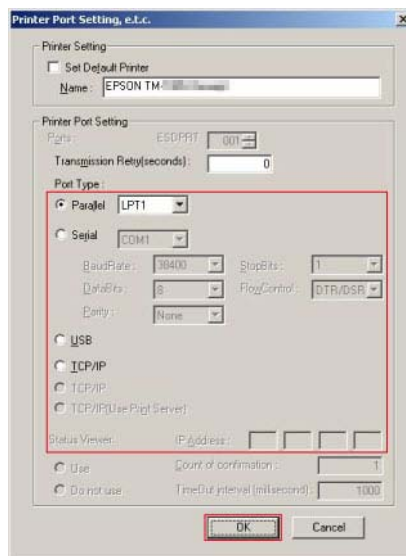 Printer Port Setting, e.t.c.
Printer Setting
Set Default Printer
Name : EPSON TM-
Printer Port Setting
Ports : ESDPRT 001
Transmission Retry(seconds) : 0
Port Type :
Parallel LPT1
Serial COM1
BaudRate : 38400 StopBits : 1
DataBits : 8 FlowControl : DTR/DSR
Parity : None
USB
TCP/IP
TCP/IP
TCP/IP(Use Print Server)
Status Viewer IP Address :
Use Count of confirmation : 1
Do not use TimeOut interval (millisecond) : 1000
OK Cancel